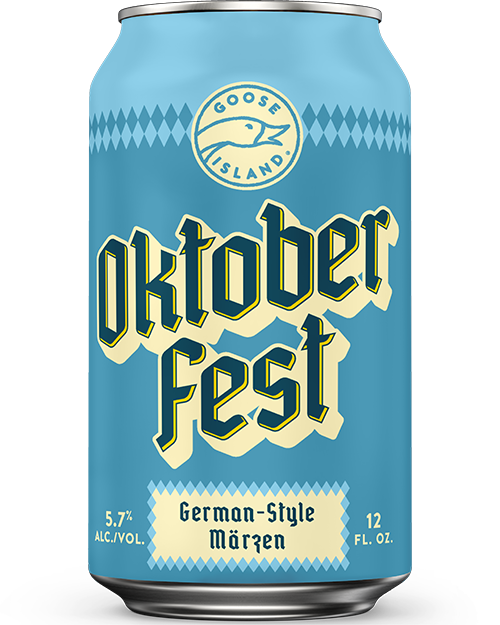 GOOSE
ISLAND®
Oktober
Fest
5.7%
ALC./VOL.
German-Style
Märzen
12
FL. OZ.